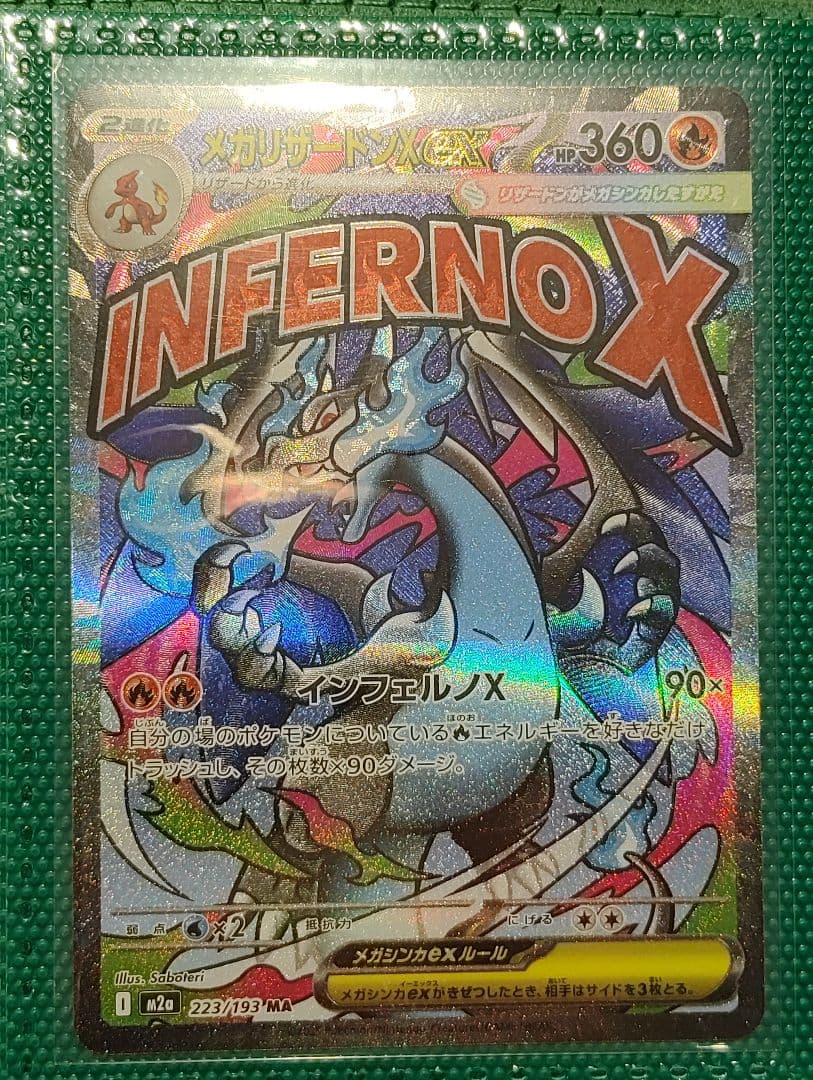 2進化
メガリザードンXex
HP360
リザードから進化
リザードンがメガシンカしたすがた
INFERNO X
インフェルノX 90×
自分の場のポケモンについているエネルギーを好きなだけ
トラッシュし、その枚数×90ダメージ。
弱点 ×2 抵抗力 にげる
メガシンカexルール
メガシンカexがきぜつしたとき、相手はサイドを3枚とる。
Illus. Saboteri
I m2a 223/193 MA